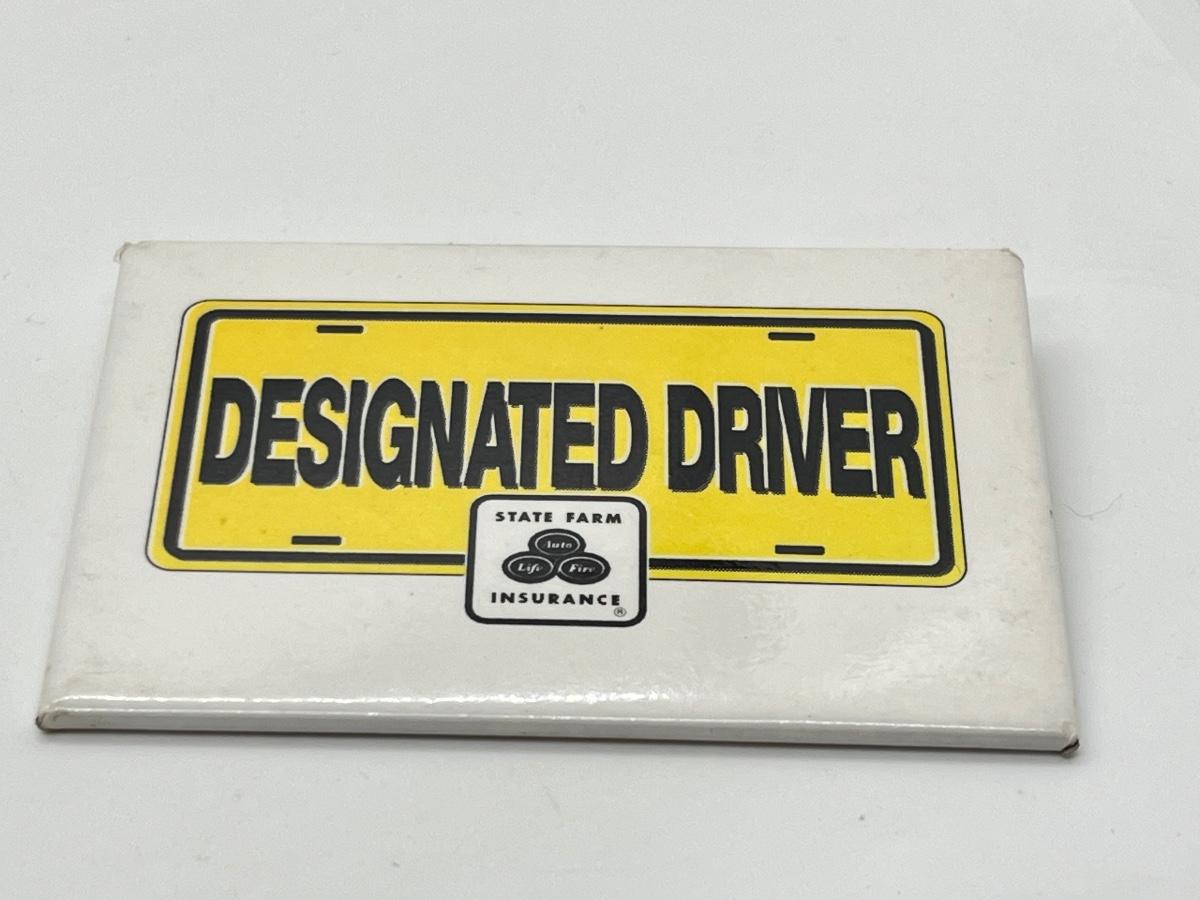 DESIGNATED DRIVER
STATE FARM
Auto
Life Fire
INSURANCE
®